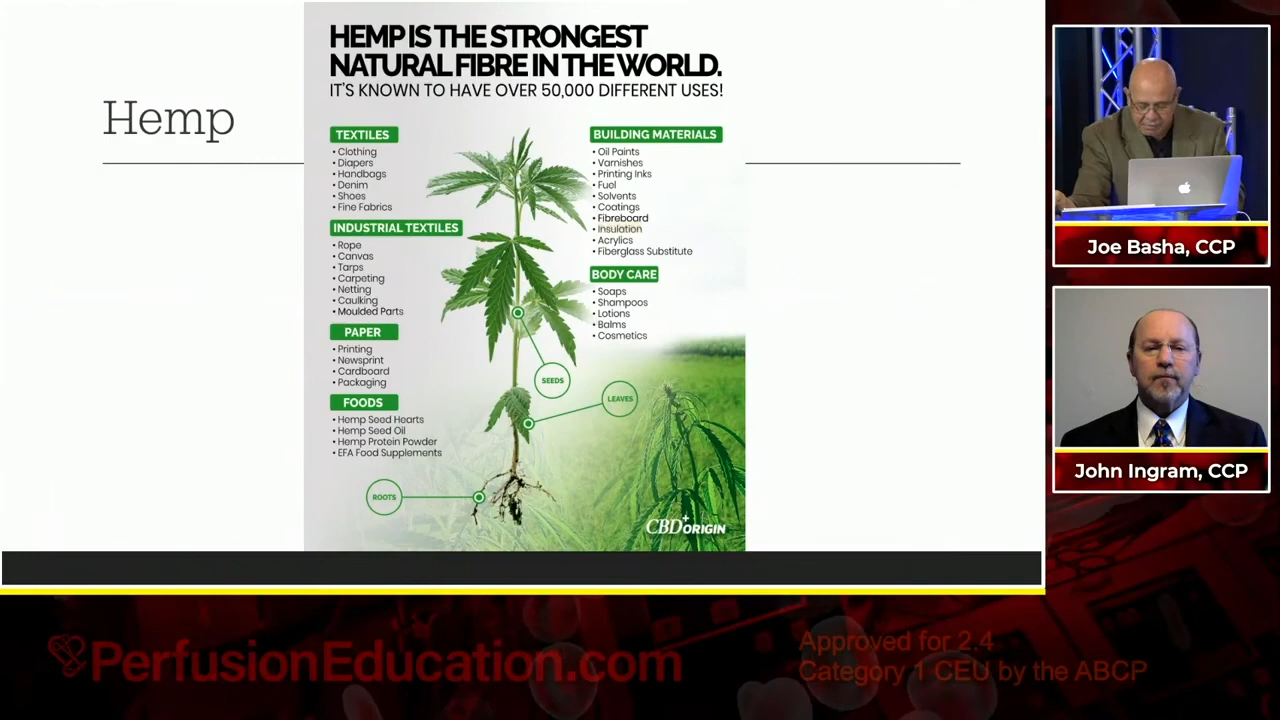 Hemp
HEMP IS THE STRONGEST
NATURAL FIBRE IN THE WORLD.
IT'S KNOWN TO HAVE OVER 50,000 DIFFERENT USES!
TEXTILES
• Clothing
• Diapers
• Handbags
• Denim
• Shoes
• Fine Fabrics
INDUSTRIAL TEXTILES
• Rope
• Canvas
• Tarps
• Carpeting
• Netting
• Caulking
• Moulded Parts
PAPER
• Printing
• Newsprint
• Cardboard
• Packaging
FOODS
• Hemp Seed Hearts
• Hemp Seed Oil
• Hemp Protein Powder
• EFA Food Supplements
BUILDING MATERIALS
• Oil Paints
• Varnishes
• Printing Inks
• Fuel
• Solvents
• Coatings
• Fibreboard
• Insulation
• Acrylics
• Fiberglass Substitute
BODY CARE
• Soaps
• Shampoos
• Lotions
• Balms
• Cosmetics
SEEDS
LEAVES
ROOTS
CBD+ORIGIN
Joe Basha, CCP
John Ingram, CCP
PerfusionEducation.com
Approved for 2.4
Category 1 CEU by the ABCP